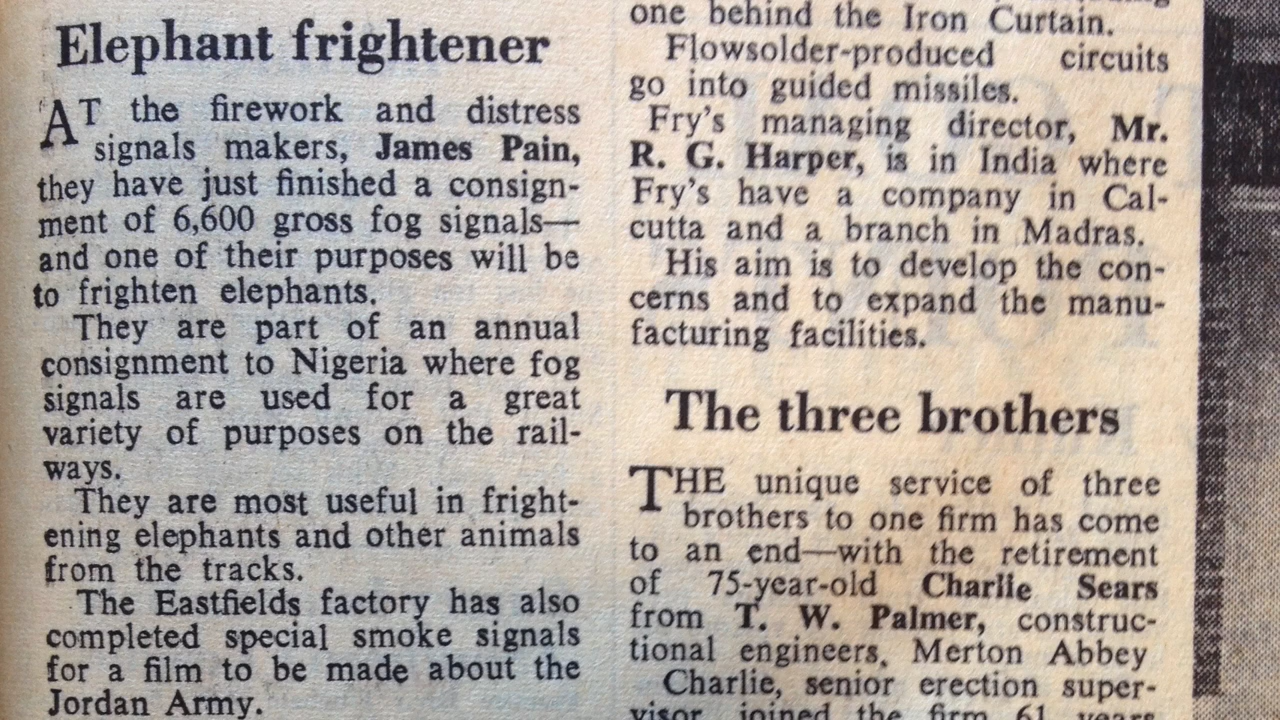 Elephant frightener
AT the firework and distress
signals makers, James Pain,
they have just finished a consign-
ment of 6,600 gross fog signals—
and one of their purposes will be
to frighten elephants.
They are part of an annual
consignment to Nigeria where fog
signals are used for a great
variety of purposes on the rail-
ways.
They are most useful in fright-
ening elephants and other animals
from the tracks.
The Eastfields factory has also
completed special smoke signals
for a film to be made about the
Jordan Army.
one behind the Iron Curtain.
Flowsolder-produced circuits
go into guided missiles.
Fry's managing director, Mr.
R. G. Harper, is in India where
Fry's have a company in Cal-
cutta and a branch in Madras.
His aim is to develop the con-
cerns and to expand the manu-
facturing facilities.
The three brothers
THE unique service of three
brothers to one firm has come
to an end—with the retirement
of 75-year-old Charlie Sears
from T. W. Palmer, construc-
tional engineers, Merton Abbey
Charlie, senior erection super-
visor, joined the firm 61 years